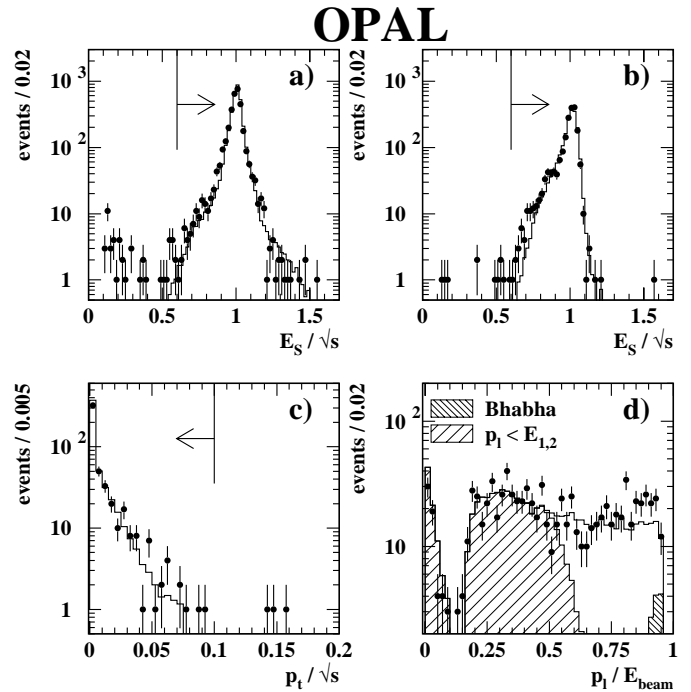 OPAL
a)
events / 0.02
10^3
10^2
10
1
0 0.5 1 1.5
E_S / √s
b)
events / 0.02
10^3
10^2
10
1
0 0.5 1 1.5
E_S / √s
c)
events / 0.005
10^2
10
1
0 0.05 0.1 0.15 0.2
p_t / √s
d)
events / 0.02
Bhabha
p_l < E_1,2
10^2
10
0 0.25 0.5 0.75 1
p_l / E_beam